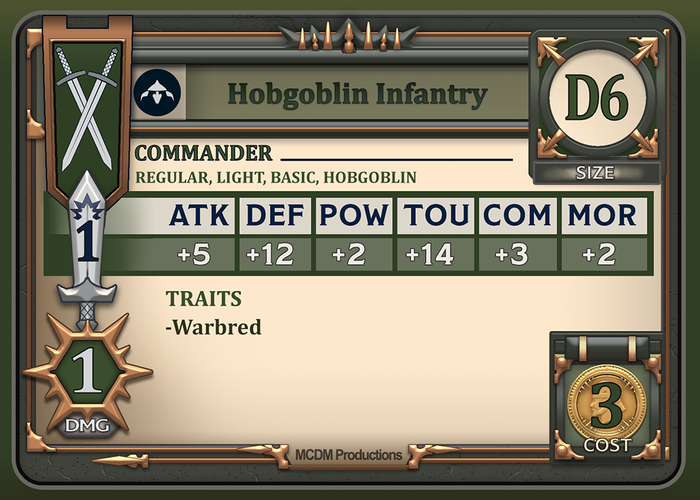 Hobgoblin Infantry
D6
SIZE
COMMANDER
REGULAR, LIGHT, BASIC, HOBGOBLIN
ATK DEF POW TOU COM MOR
1
+5 +12 +2 +14 +3 +2
TRAITS
-Warbred
1
DMG
3
COST
MCDM Productions